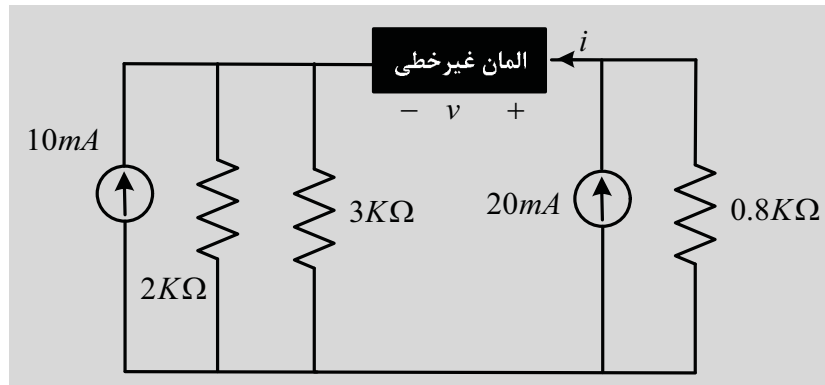 المان غیرخطی
i
− v +
10mA
2KΩ
3KΩ
20mA
0.8KΩ